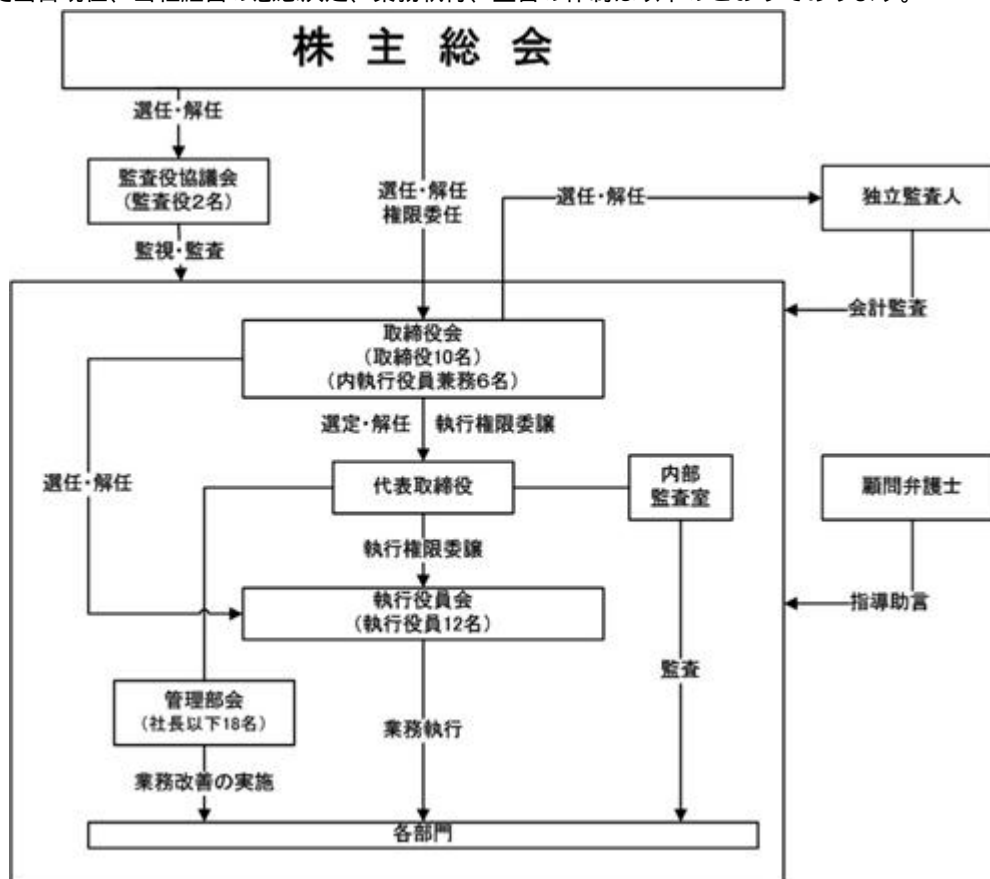 株主総会
選任・解任
監査役協議会
(監査役2名)
監視・監査
選任・解任
権限委任
選任・解任
独立監査人
会計監査
取締役会
(取締役10名)
(内執行役員兼務6名)
選定・解任 執行権限委譲
選任・解任
代表取締役
内部
監査室
顧問弁護士
執行権限委譲
執行役員会
(執行役員12名)
指導助言
監査
管理部会
(社長以下18名)
業務執行
業務改善の実施
各部門